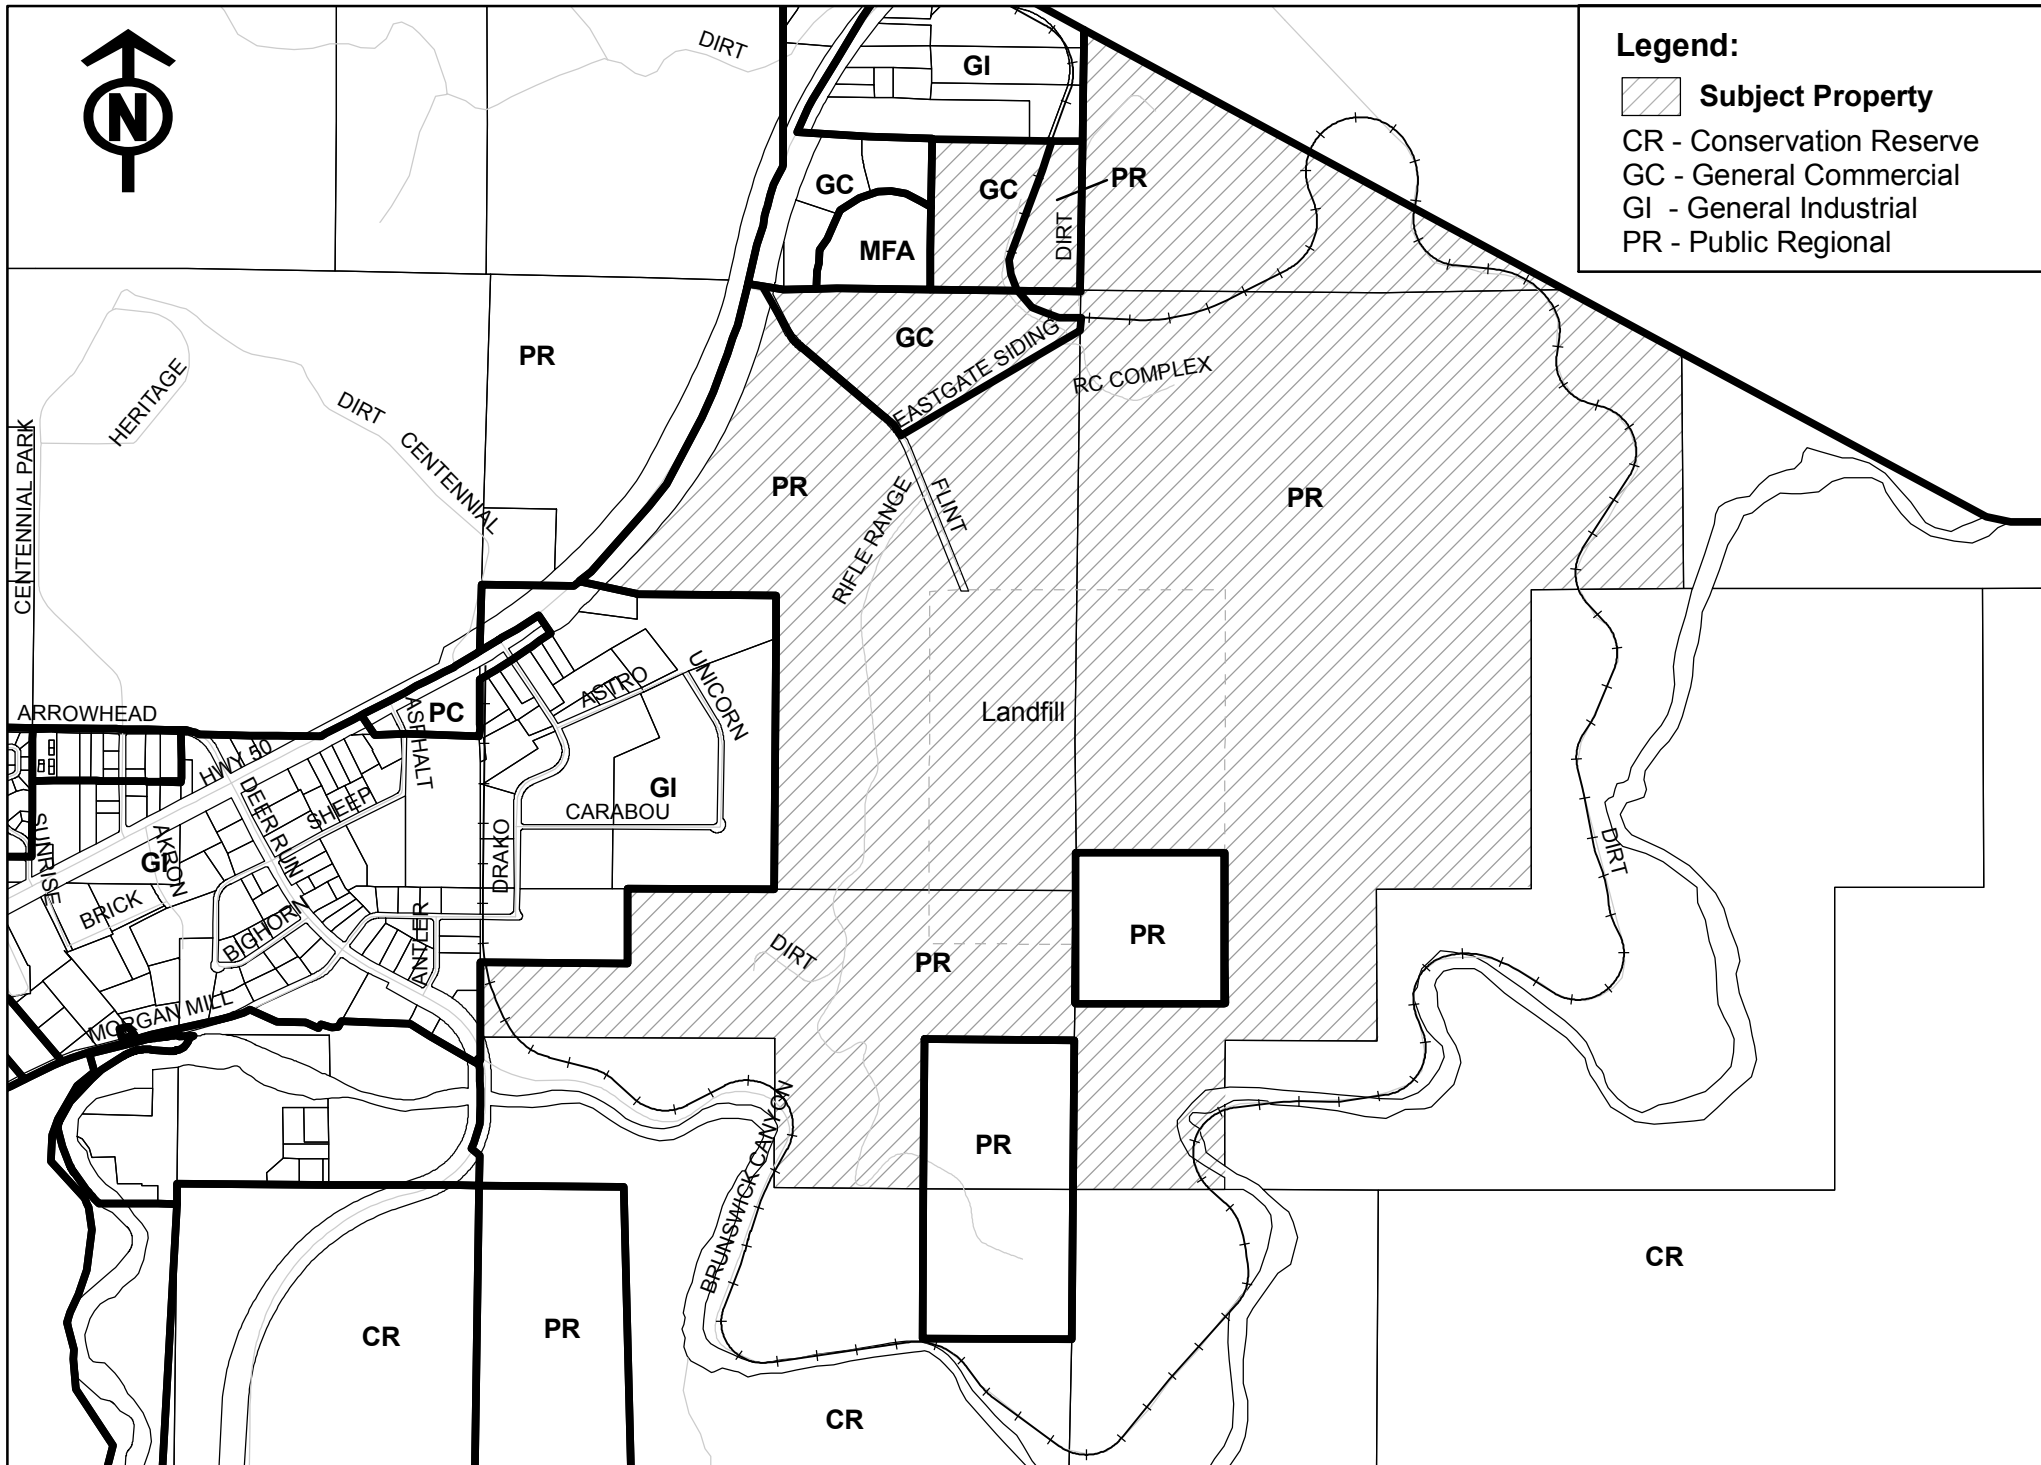 N
DIRT
GI
Legend:
Subject Property
CR - Conservation Reserve
GC - General Commercial
GI - General Industrial
PR - Public Regional
GC
GC
PR
DIRT
MFA
PR
GC
EASTGATE SIDING
RC COMPLEX
HERITAGE
DIRT
CENTENNIAL
CENTENNIAL PARK
PR
PR
RIFLE RANGE
FLINT
UNICORN
ASTRO
ARROWHEAD
PC
ASPHALT
Landfill
HWY 50
DEER RUN
SHEEP
GI
CARABOU
DRAKO
DIRT
SUNRISE
GI
AKRON
BRICK
BIGHORN
ANTLER
DIRT
PR
PR
MORGAN MILL
BRUNSWICK CANYON
PR
CR
CR
PR
CR